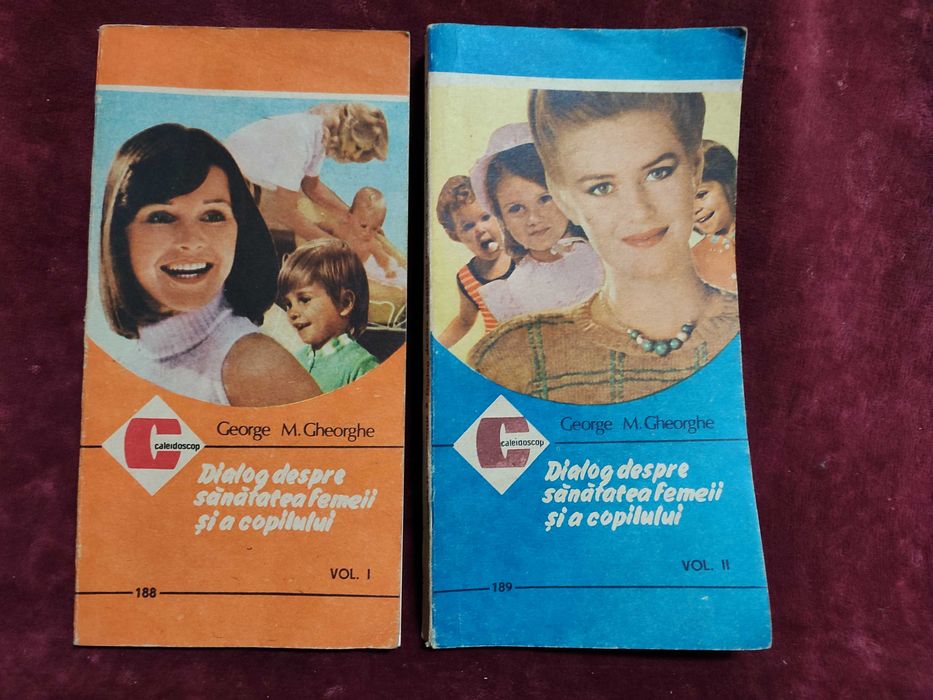 caleidoscop
George M. Gheorghe
Dialog despre
sănătatea femeii
și a copilului
VOL. I
188
caleidoscop
George M. Gheorghe
Dialog despre
sănătatea femeii
și a copilului
VOL. II
189